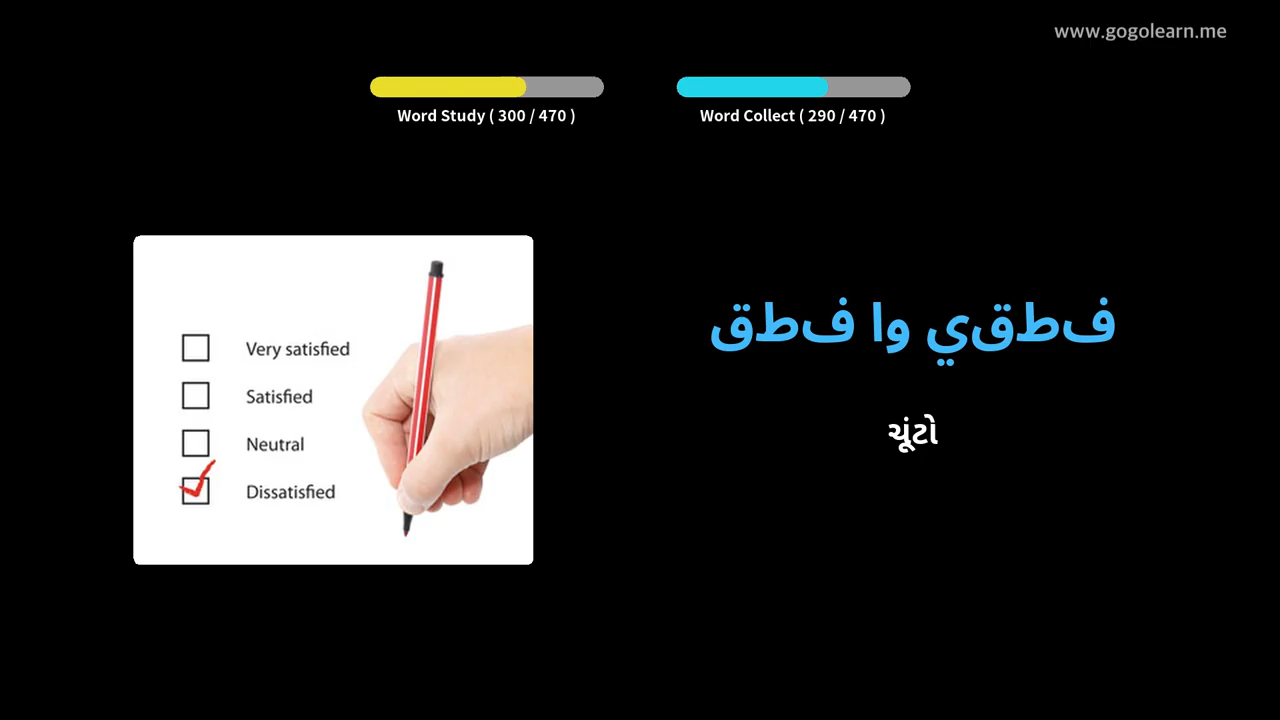 www.gogolearn.me
Word Study ( 300 / 470 )
Word Collect ( 290 / 470 )
Very satisfied
Satisfied
Neutral
Dissatisfied
فطقي وا فطق
ચૂંટો